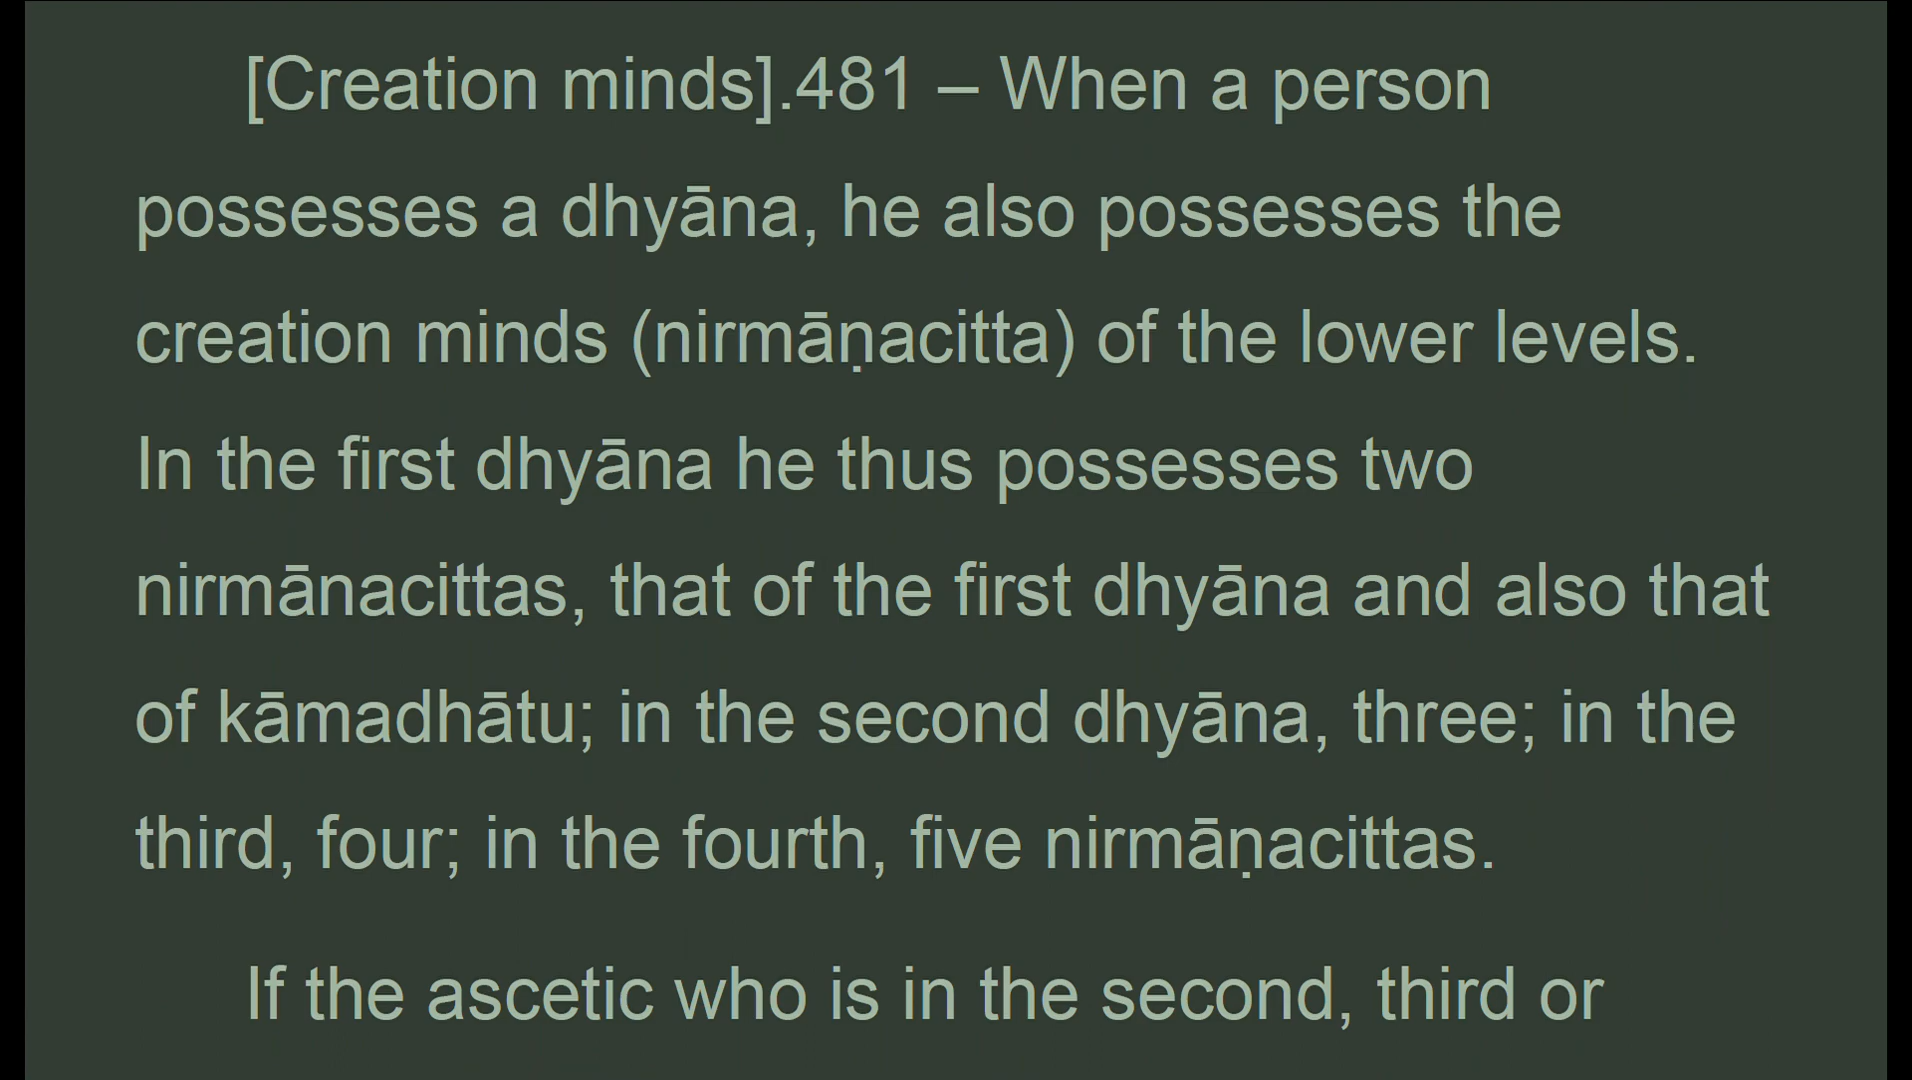 [Creation minds].481 – When a person
possesses a dhyāna, he also possesses the
creation minds (nirmāṇacitta) of the lower levels.
In the first dhyāna he thus possesses two
nirmānacittas, that of the first dhyāna and also that
of kāmadhātu; in the second dhyāna, three; in the
third, four; in the fourth, five nirmāṇacittas.
If the ascetic who is in the second, third or